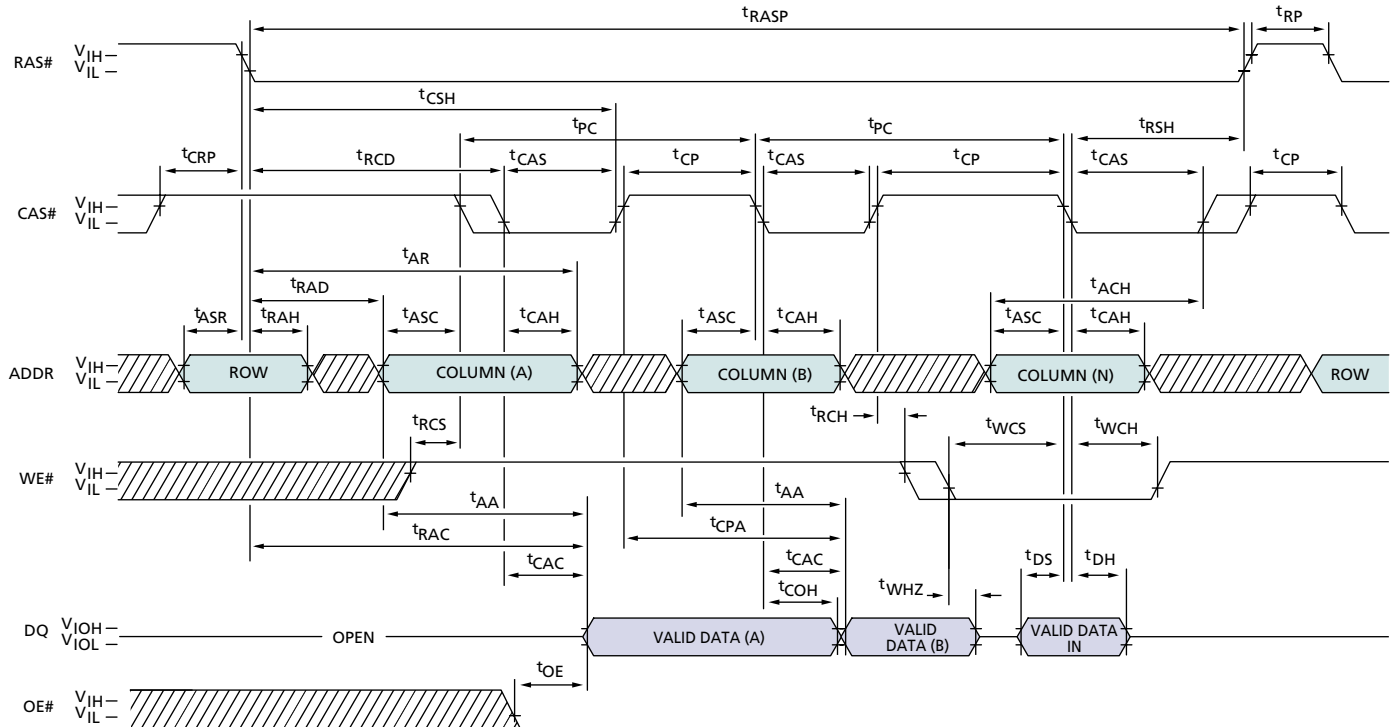 tRASP tRP
RAS# VIH
VIL
tCSH
tPC tPC tRSH
tCRP tRCD tCAS tCP tCAS tCP tCAS tCP
CAS# VIH
VIL
tAR
tRAD tACH
tASR tRAH tASC tCAH tASC tCAH tASC tCAH
ADDR VIH
VIL
ROW COLUMN (A) COLUMN (B) COLUMN (N) ROW
tRCS tRCH tWCS tWCH
WE# VIH
VIL
tAA tAA
tRAC tCPA
tCAC tCAC tDS tDH
tCOH tWHZ
DQ VIOH
VIOL
OPEN VALID DATA (A) VALID DATA (B) VALID DATA IN
tOE
OE# VIH
VIL